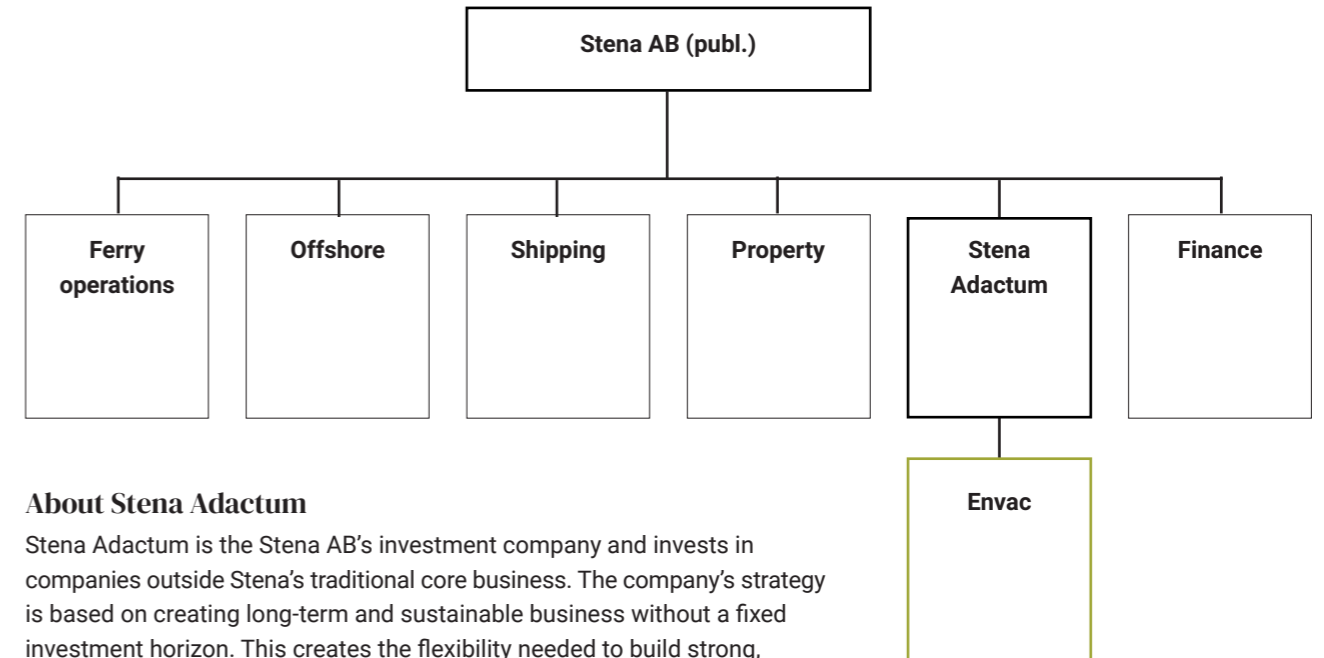 Stena AB (publ.)
Ferry
operations
Offshore
Shipping
Property
Stena
Adactum
Finance
Envac
About Stena Adactum
Stena Adactum is the Stena AB’s investment company and invests in
companies outside Stena’s traditional core business. The company’s strategy
is based on creating long-term and sustainable business without a fixed
investment horizon. This creates the flexibility needed to build strong,